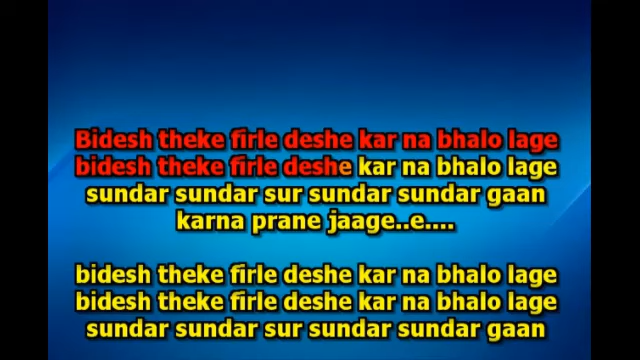 Bidesh theke firle deshe kar na bhalo lage
bidesh theke firle deshe kar na bhalo lage
sundar sundar sur sundar sundar gaan
karna prane jaage..e....
bidesh theke firle deshe kar na bhalo lage
bidesh theke firle deshe kar na bhalo lage
sundar sundar sur sundar sundar gaan